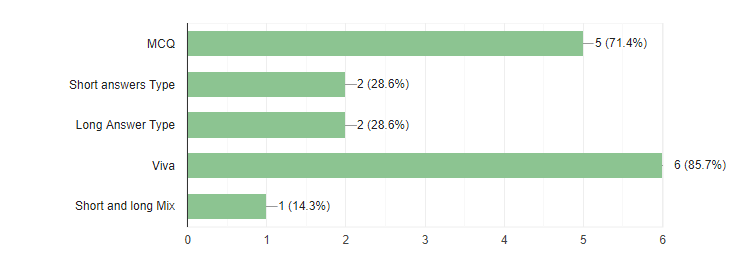 MCQ 5 (71.4%)
Short answers Type 2 (28.6%)
Long Answer Type 2 (28.6%)
Viva 6 (85.7%)
Short and long Mix 1 (14.3%)
0 1 2 3 4 5 6